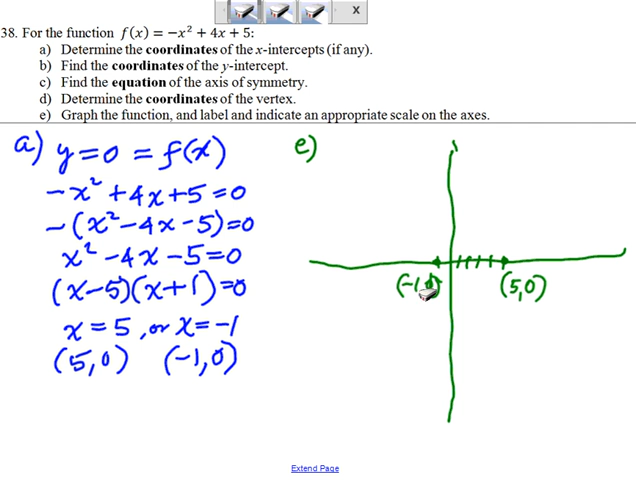 x
38. For the function f(x) = −x² + 4x + 5:
a) Determine the coordinates of the x-intercepts (if any).
b) Find the coordinates of the y-intercept.
c) Find the equation of the axis of symmetry.
d) Determine the coordinates of the vertex.
e) Graph the function, and label and indicate an appropriate scale on the axes.
a) y = 0 = f(x)
−x² + 4x + 5 = 0
−(x² − 4x − 5) = 0
x² − 4x − 5 = 0
(x − 5)(x + 1) = 0
x = 5, or x = −1
(5, 0) (−1, 0)
e)
(−1, 0) (5, 0)
Extend Page